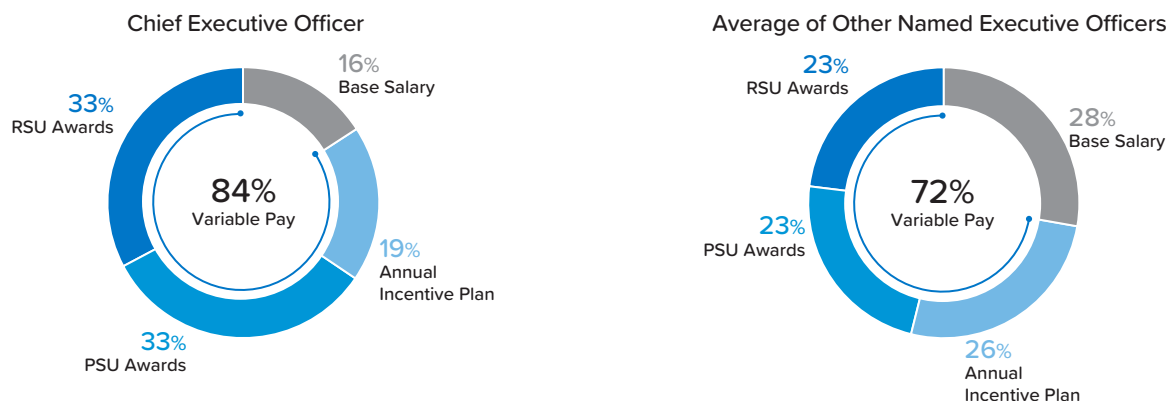 Chief Executive Officer
16%
Base Salary
33%
RSU Awards
84%
Variable Pay
19%
Annual
Incentive Plan
33%
PSU Awards
Average of Other Named Executive Officers
23%
RSU Awards
28%
Base Salary
72%
Variable Pay
23%
PSU Awards
26%
Annual
Incentive Plan